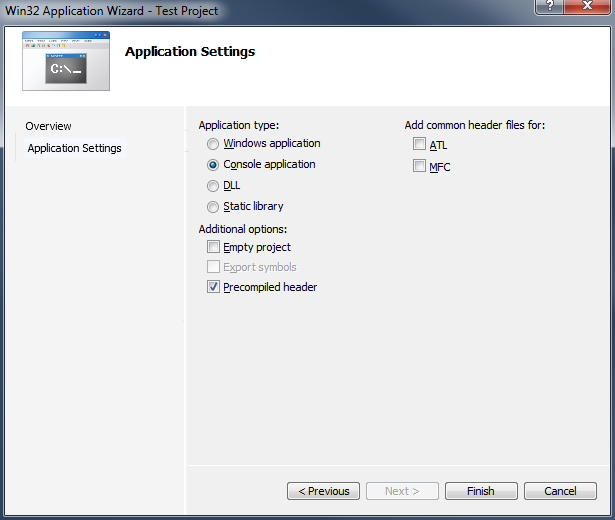 Win32 Application Wizard - Test Project
?
X
C:\_
Application Settings
Overview
Application Settings
Application type:
Windows application
Console application
DLL
Static library
Additional options:
Empty project
Export symbols
Precompiled header
Add common header files for:
ATL
MFC
< Previous
Next >
Finish
Cancel